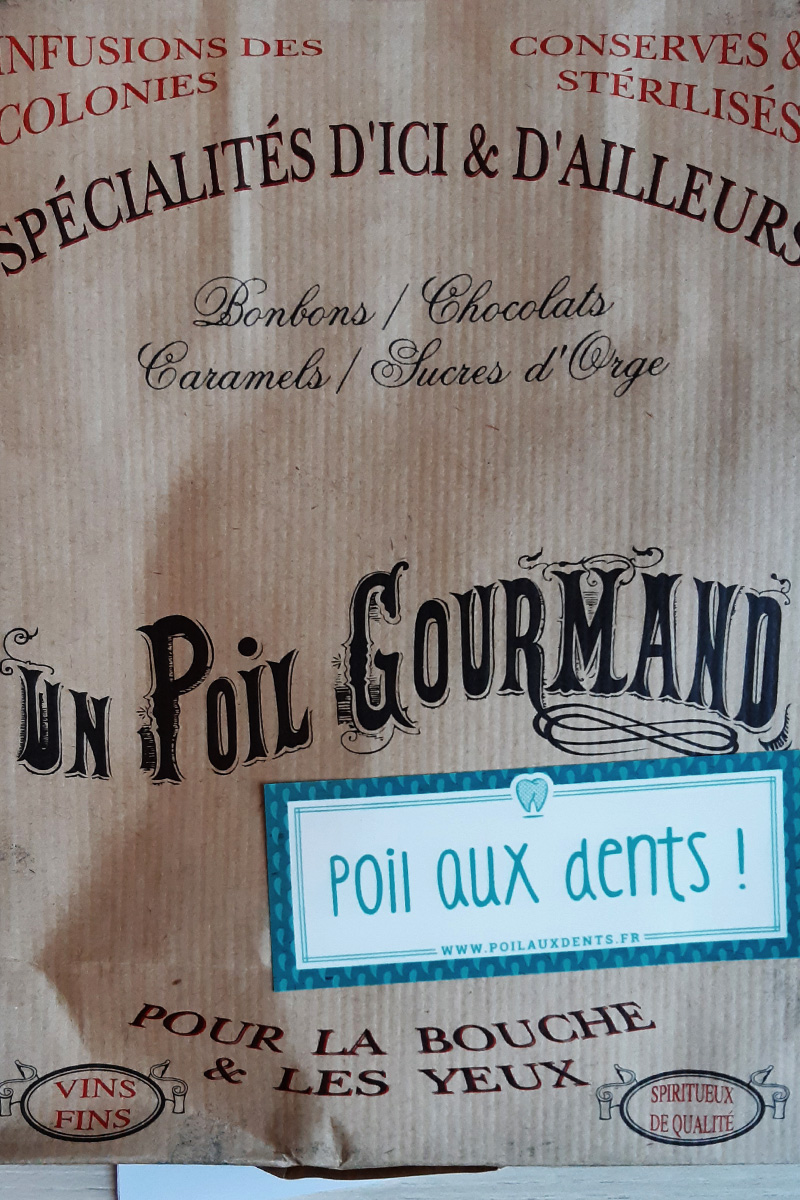 INFUSIONS DES
COLONIES
CONSERVES &
STÉRILISÉS
SPÉCIALITÉS D'ICI & D'AILLEURS
Bonbons / Chocolats
Caramels / Sucres d'Orge
UN POIL GOURMAND
poil aux dents !
WWW.POILAUXDENTS.FR
POUR LA BOUCHE
& LES YEUX
VINS
FINS
SPIRITUEUX
DE QUALITÉ